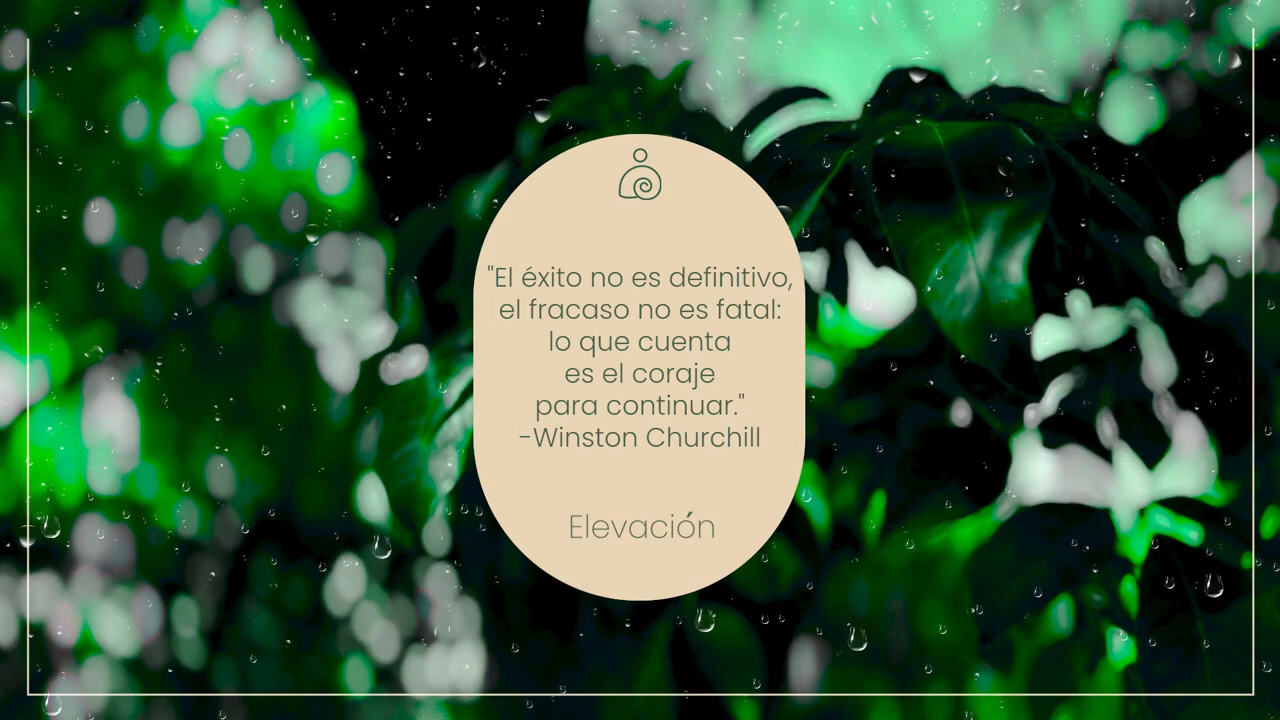 "El éxito no es definitivo,
el fracaso no es fatal:
lo que cuenta
es el coraje
para continuar."
-Winston Churchill
Elevación